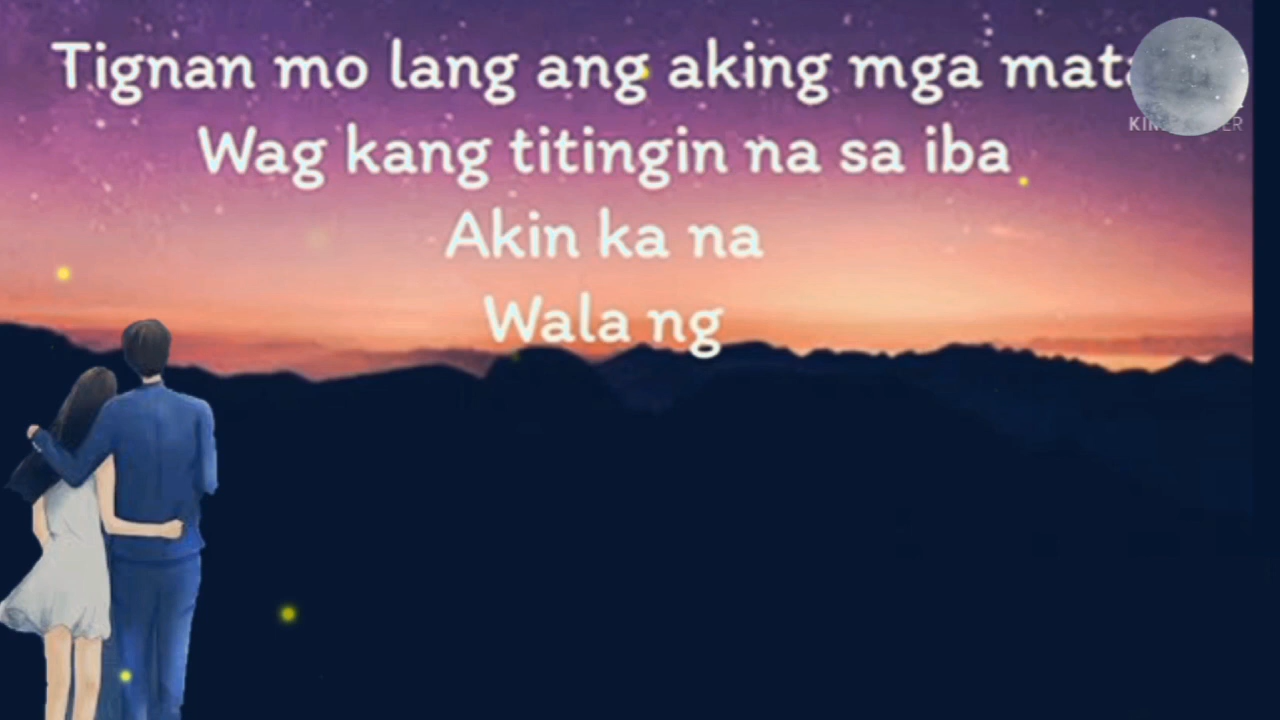 Tignan mo lang ang aking mga mata
Wag kang titingin na sa iba
Akin ka na
Wala ng